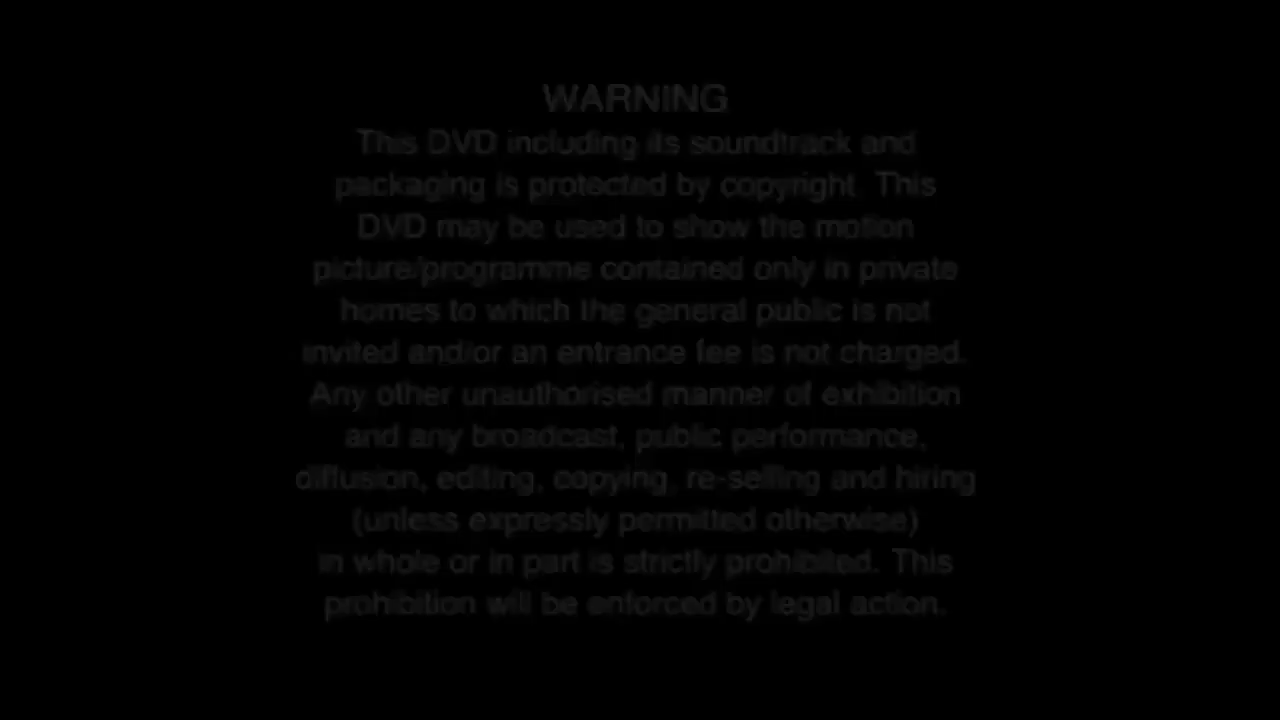 WARNING
This DVD including its soundtrack and
packaging is protected by copyright. This
DVD may be used to show the motion
picture/programme contained only in private
homes to which the general public is not
invited and/or an entrance fee is not charged.
Any other unauthorised manner of exhibition
and any broadcast, public performance,
diffusion, editing, copying, re-selling and hiring
(unless expressly permitted otherwise)
in whole or in part is strictly prohibited. This
prohibition will be enforced by legal action.